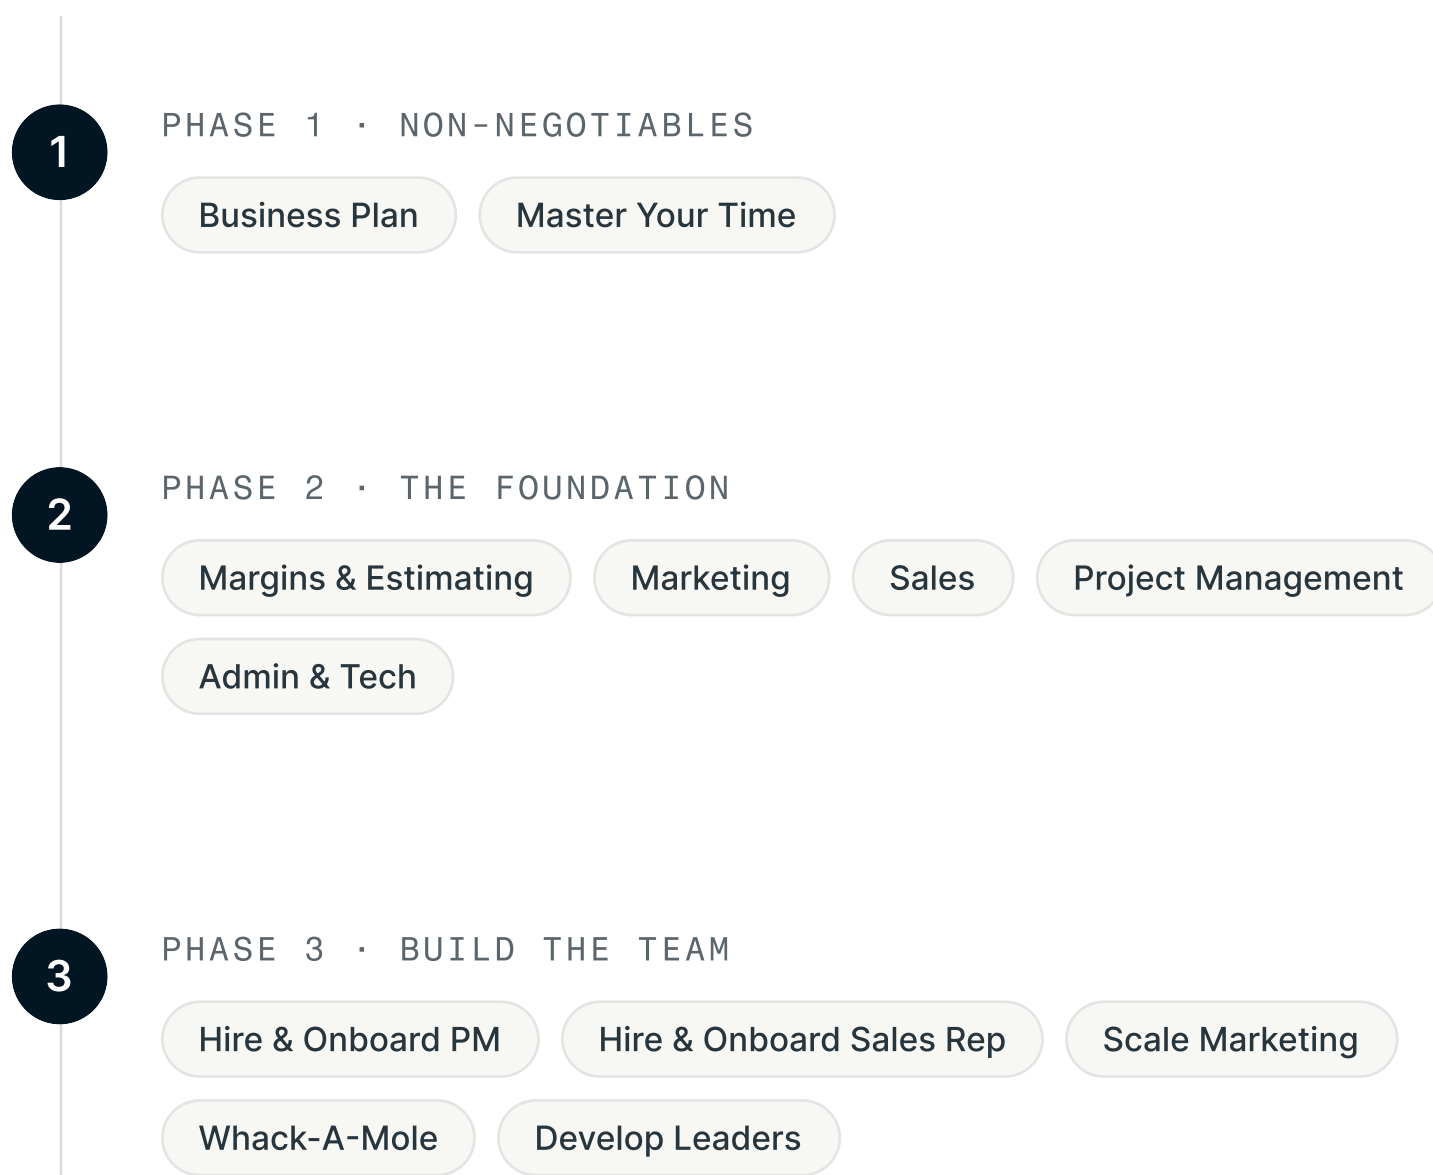 1
PHASE 1 · NON-NEGOTIABLES
Business Plan Master Your Time
2
PHASE 2 · THE FOUNDATION
Margins & Estimating Marketing Sales Project Management
Admin & Tech
3
PHASE 3 · BUILD THE TEAM
Hire & Onboard PM Hire & Onboard Sales Rep Scale Marketing
Whack-A-Mole Develop Leaders